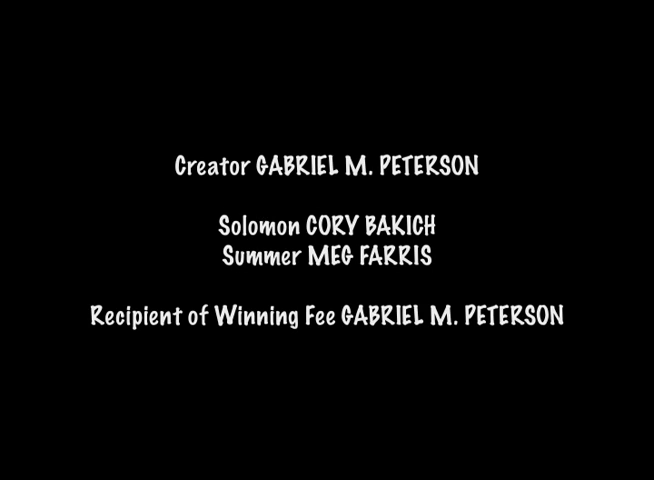 Creator GABRIEL M. PETERSON
Solomon CORY BAKICH
Summer MEG FARRIS
Recipient of Winning Fee GABRIEL M. PETERSON